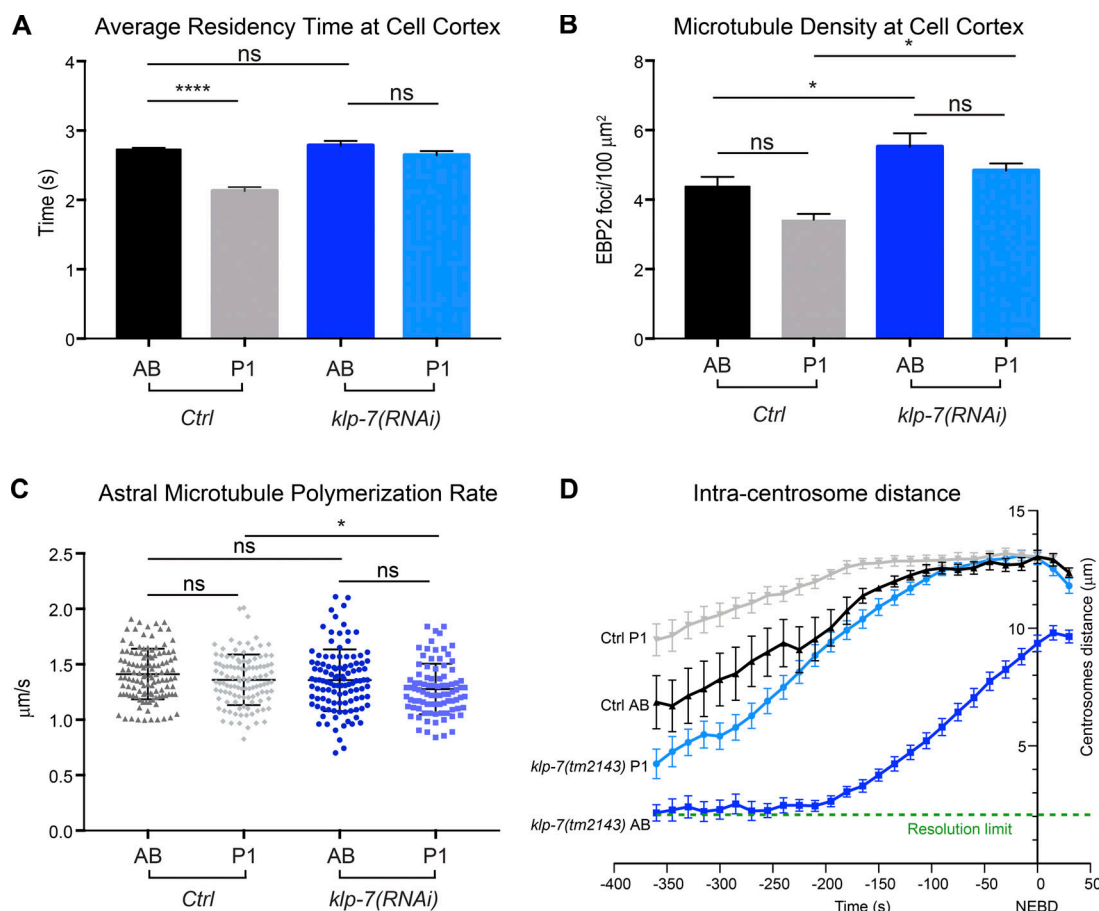 A Average Residency Time at Cell Cortex
4
3
2
1
0
Time (s)
ns
****
ns
AB P1 AB P1
Ctrl klp-7(RNAi)
B Microtubule Density at Cell Cortex
8
6
4
2
0
EBP2 foci/100 µm²
*
*
ns
ns
AB P1 AB P1
Ctrl klp-7(RNAi)
C Astral Microtubule Polymerization Rate
2.5
2.0
1.5
1.0
0.5
0.0
µm/s
*
ns
ns
ns
AB P1 AB P1
Ctrl klp-7(RNAi)
D Intra-centrosome distance
15
10
5
Centrosomes distance (µm)
Ctrl P1
Ctrl AB
klp-7(tm2143) P1
klp-7(tm2143) AB
Resolution limit
-400 -350 -300 -250 -200 -150 -100 -50 0 50
Time (s) NEBD